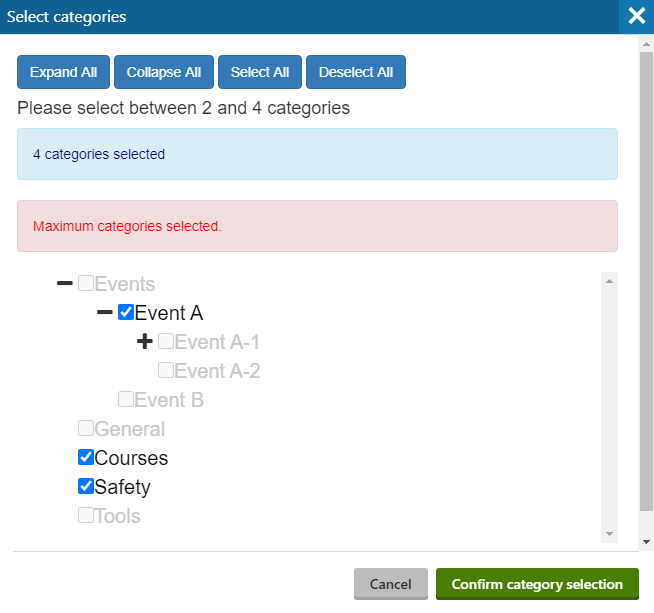 Select categories
Expand All Collapse All Select All Deselect All
Please select between 2 and 4 categories
4 categories selected
Maximum categories selected.
Events
Event A
Event A-1
Event A-2
Event B
General
Courses
Safety
Tools
Cancel Confirm category selection